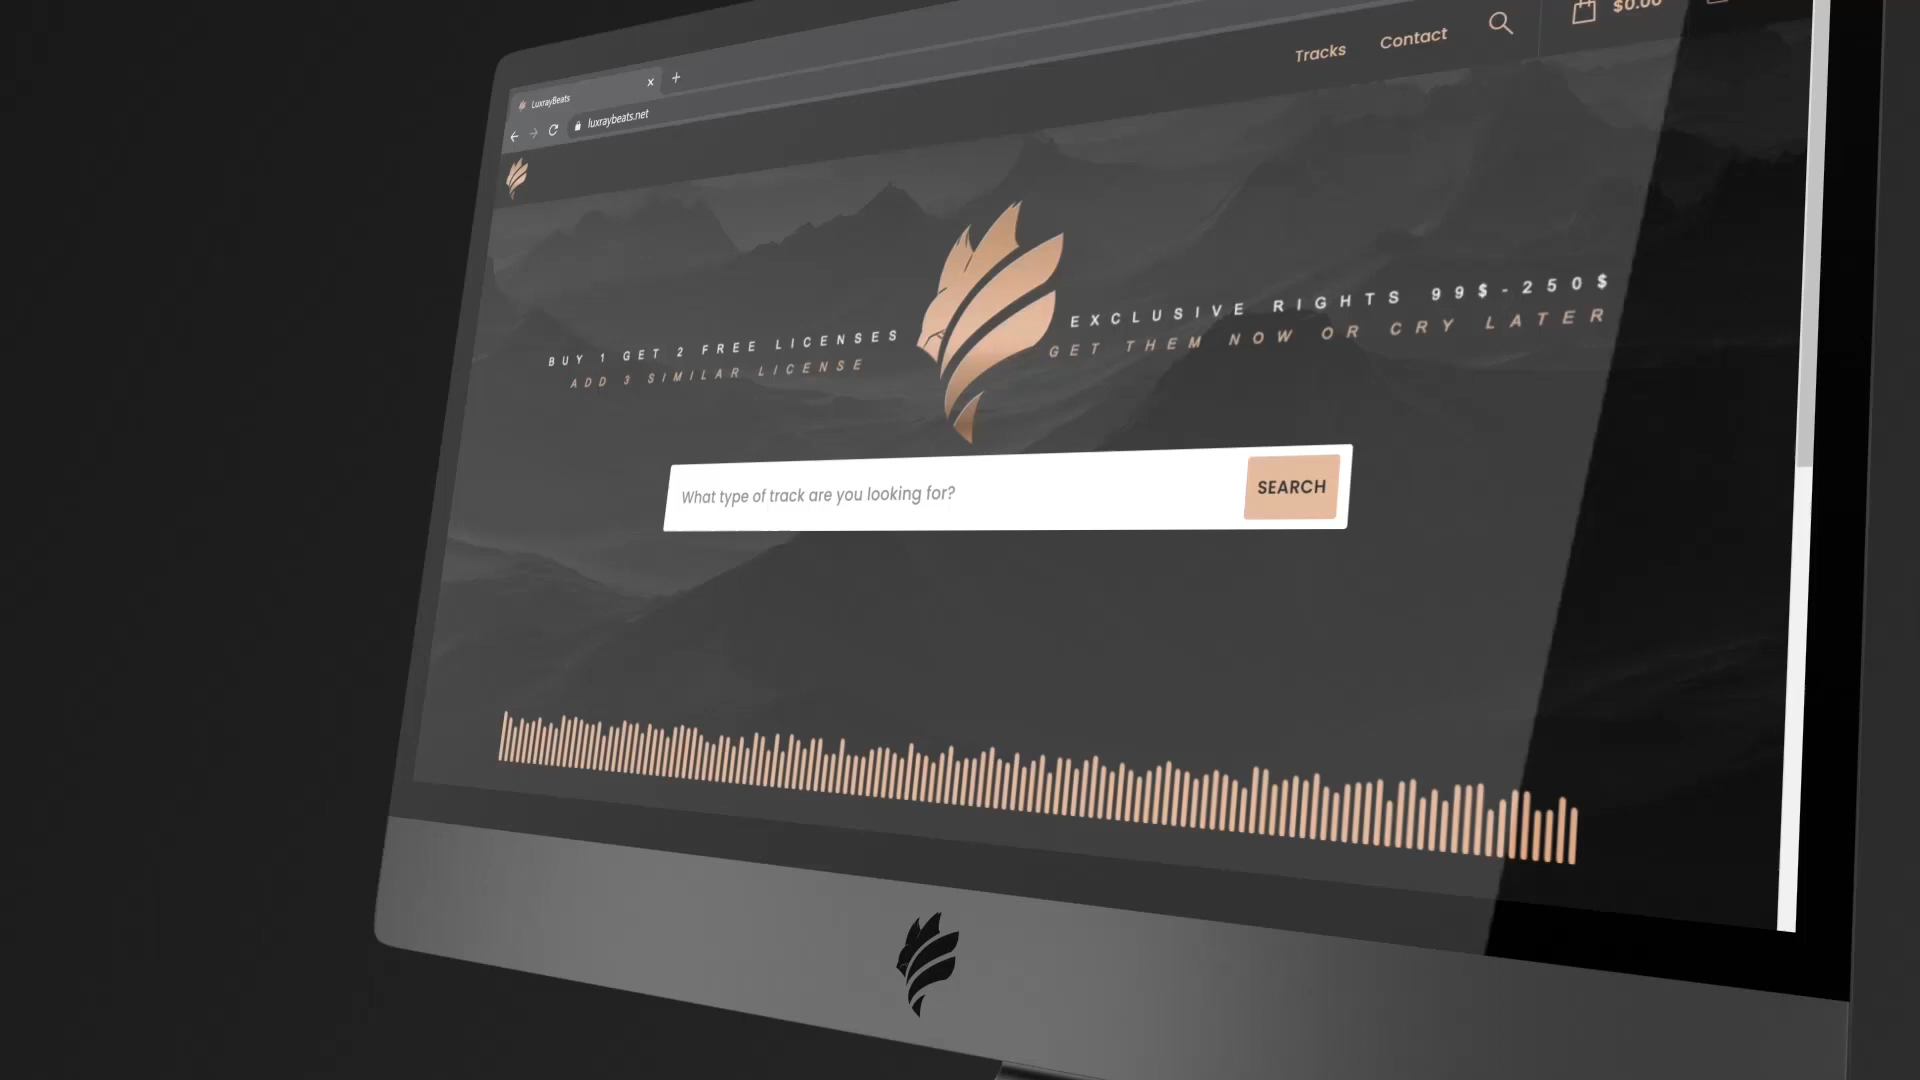 LuxrayBeats
luxraybeats.net
Tracks
Contact
$0.00
BUY 1 GET 2 FREE LICENSES
ADD 3 SIMILAR LICENSE
EXCLUSIVE RIGHTS 99$-250$
GET THEM NOW OR CRY LATER
What type of track are you looking for?
SEARCH